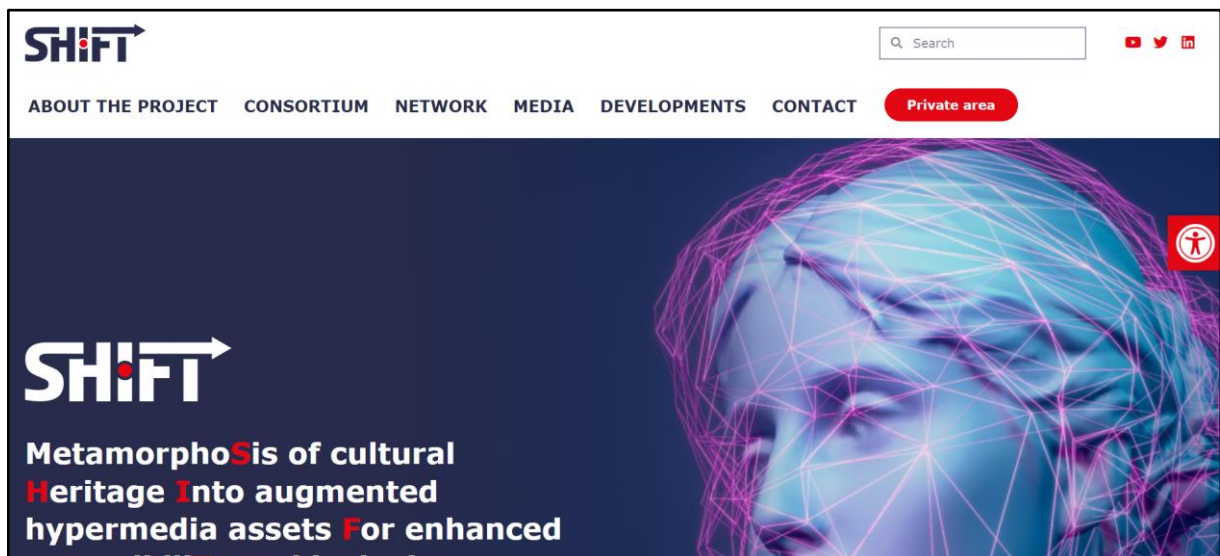 SHIFT
Search
ABOUT THE PROJECT CONSORTIUM NETWORK MEDIA DEVELOPMENTS CONTACT Private area
SHIFT
MetamorphoSis of cultural
Heritage Into augmented
hypermedia assets For enhanced